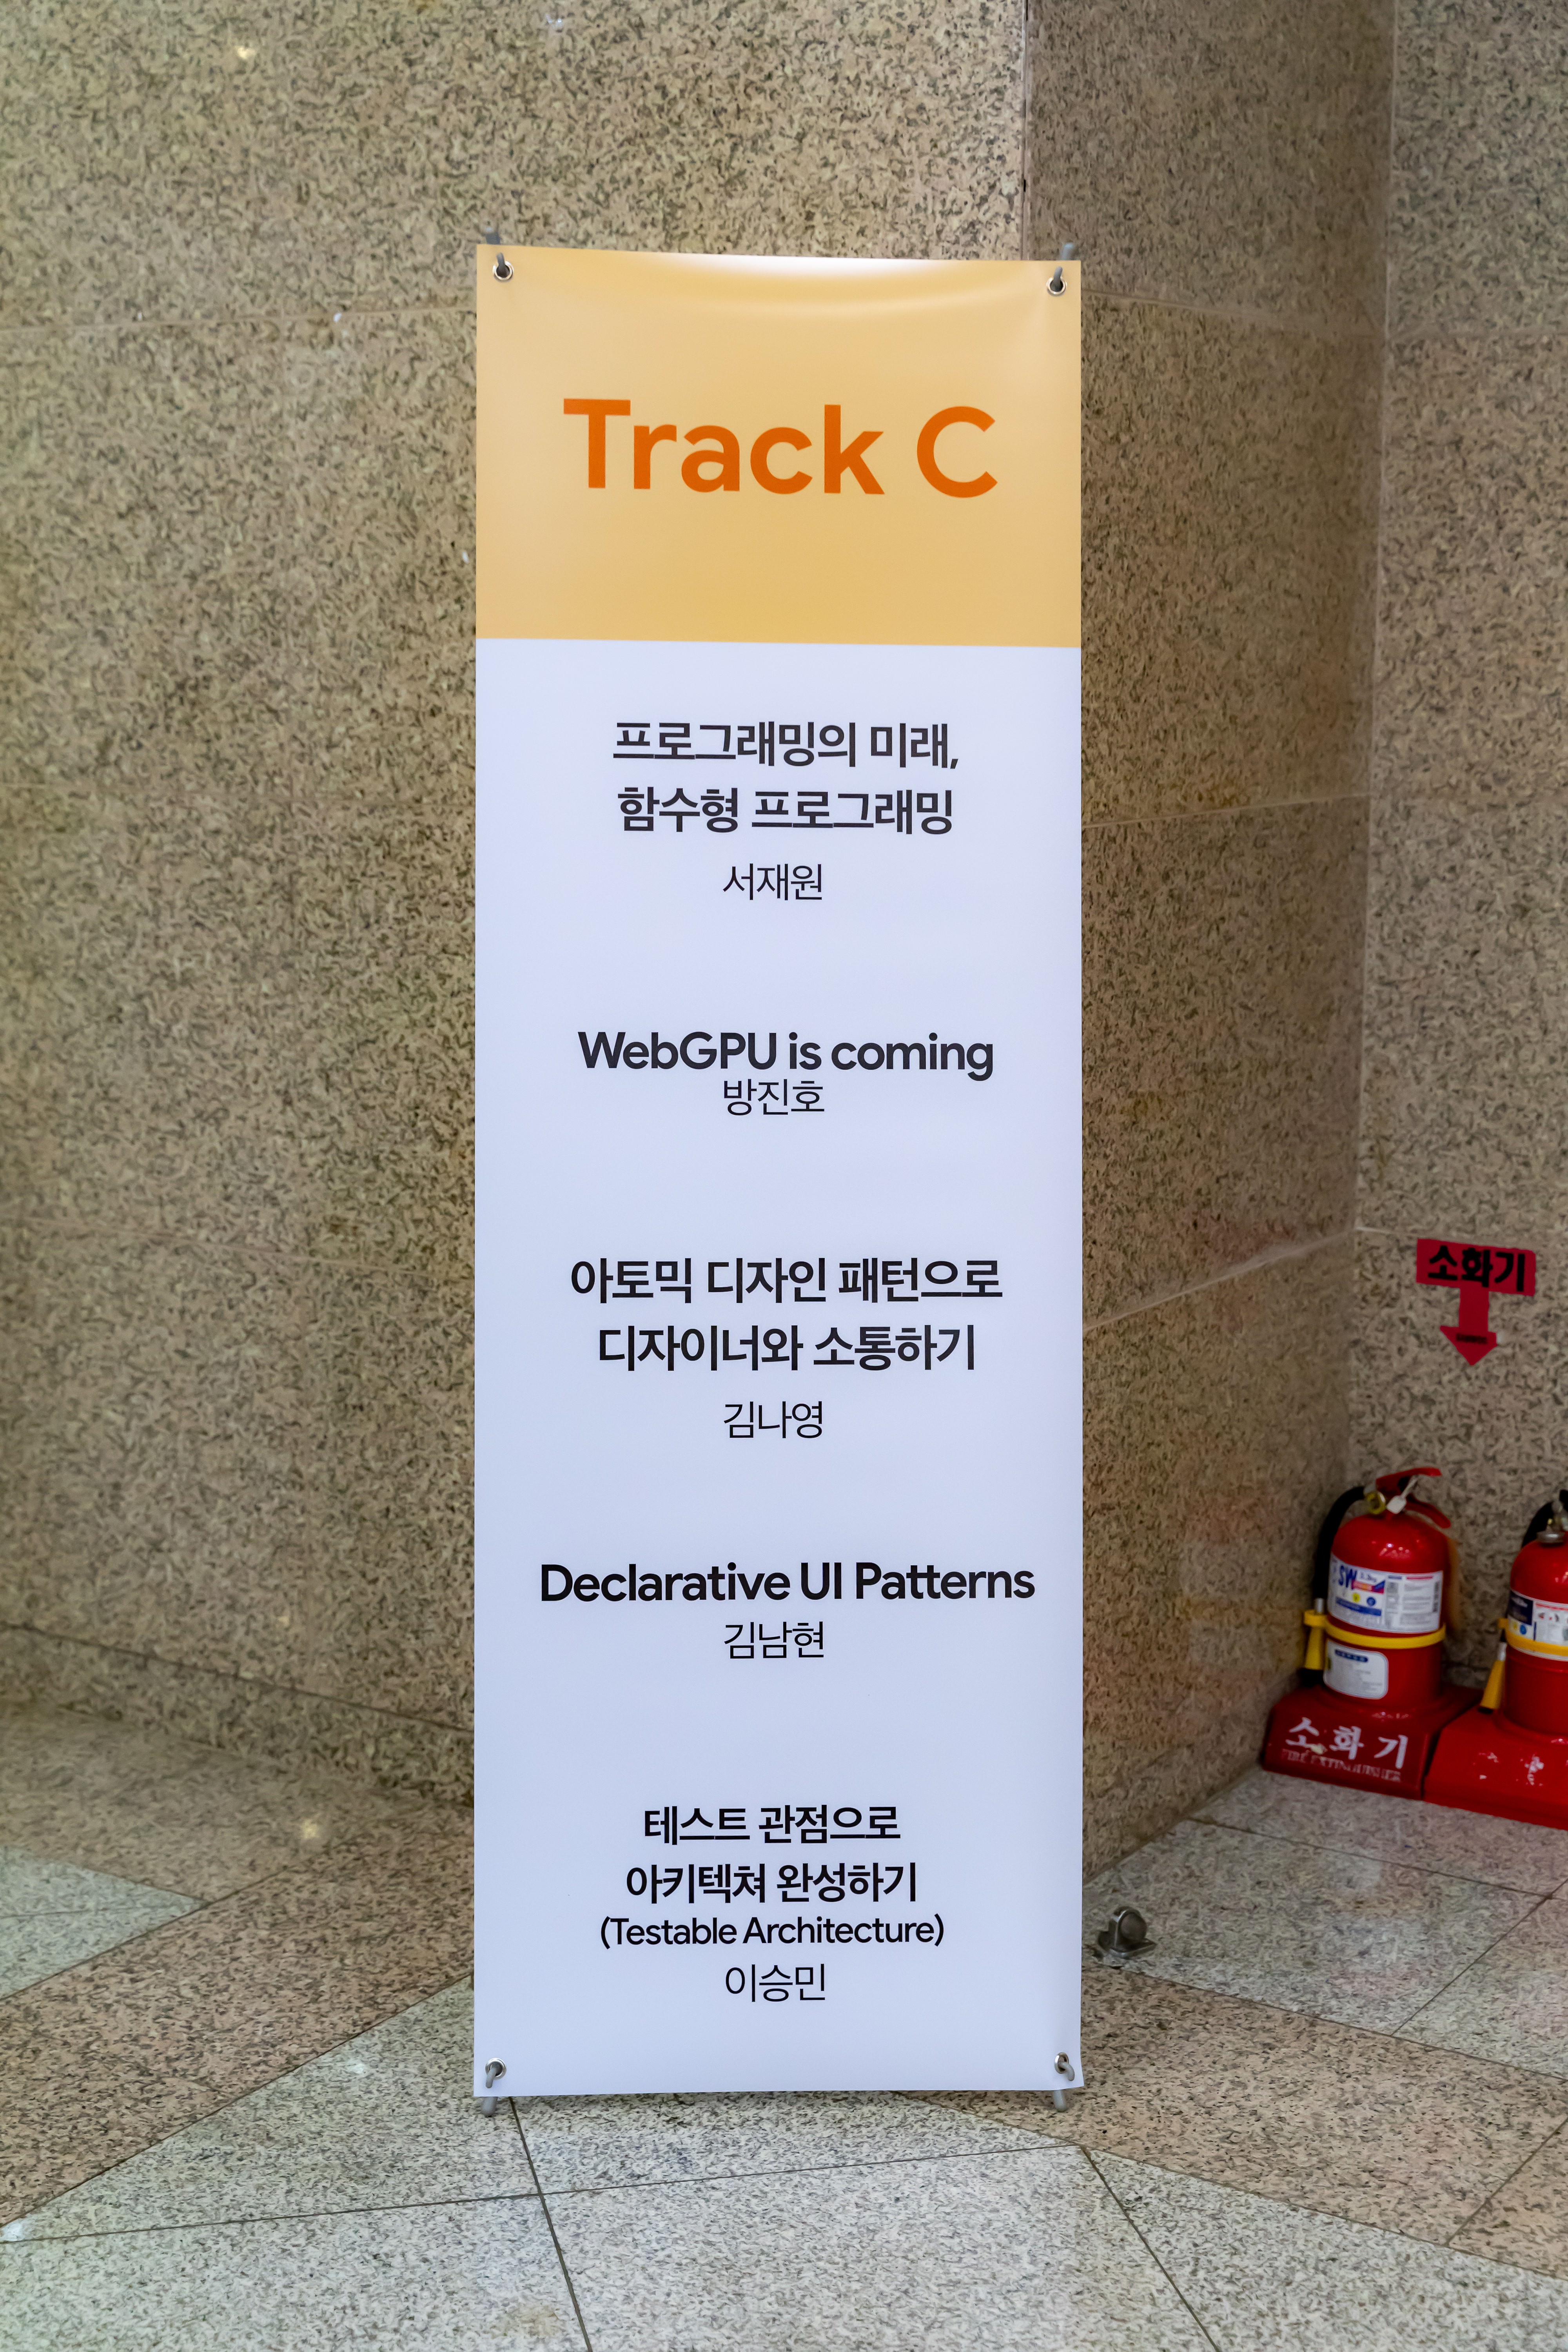 Track C
프로그래밍의 미래,
함수형 프로그래밍
서재원
WebGPU is coming
방진호
아토믹 디자인 패턴으로
디자이너와 소통하기
김나영
Declarative UI Patterns
김남현
테스트 관점으로
아키텍쳐 완성하기
(Testable Architecture)
이승민
소화기
SW
소화기
FIRE EXTINGUISHER